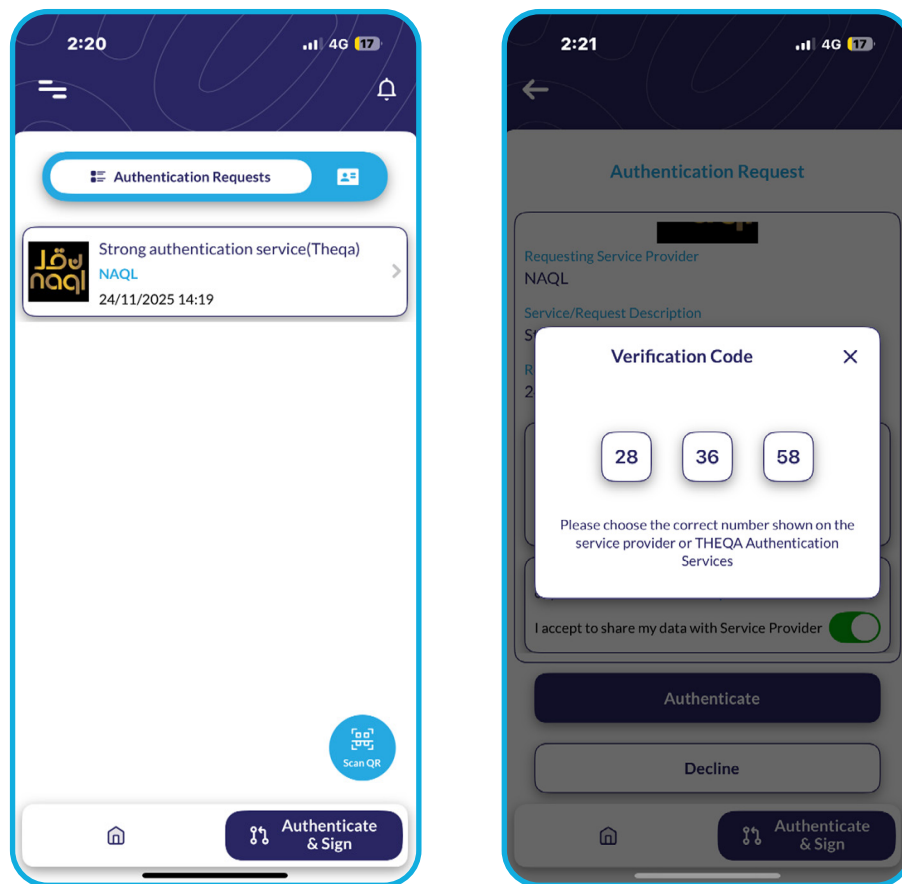 2:20
4G 17
Authentication Requests
نقل
naql
Strong authentication service(Theqa)
NAQL
24/11/2025 14:19
Scan QR
Authenticate
& Sign
2:21
4G 17
Authentication Request
Requesting Service Provider
NAQL
Service/Request Description
S
R
2
Verification Code
28 36 58
Please choose the correct number shown on the
service provider or THEQA Authentication
Services
I accept to share my data with Service Provider
Authenticate
Decline
Authenticate
& Sign